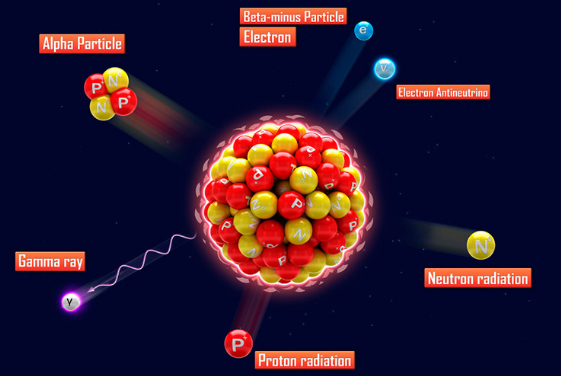 Beta-minus Particle
Electron
e
Alpha Particle
ν
N
P
P
N
Electron Antineutrino
P
P
N
P
P
N
Z
P
N
N
N
P
N
Neutron radiation
Gamma ray
γ
P
Proton radiation